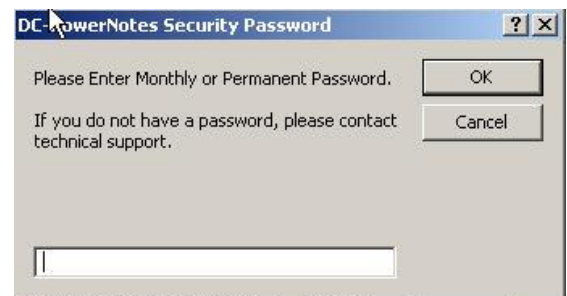 DC-PowerNotes Security Password
Please Enter Monthly or Permanent Password.
OK
If you do not have a password, please contact
technical support.
Cancel